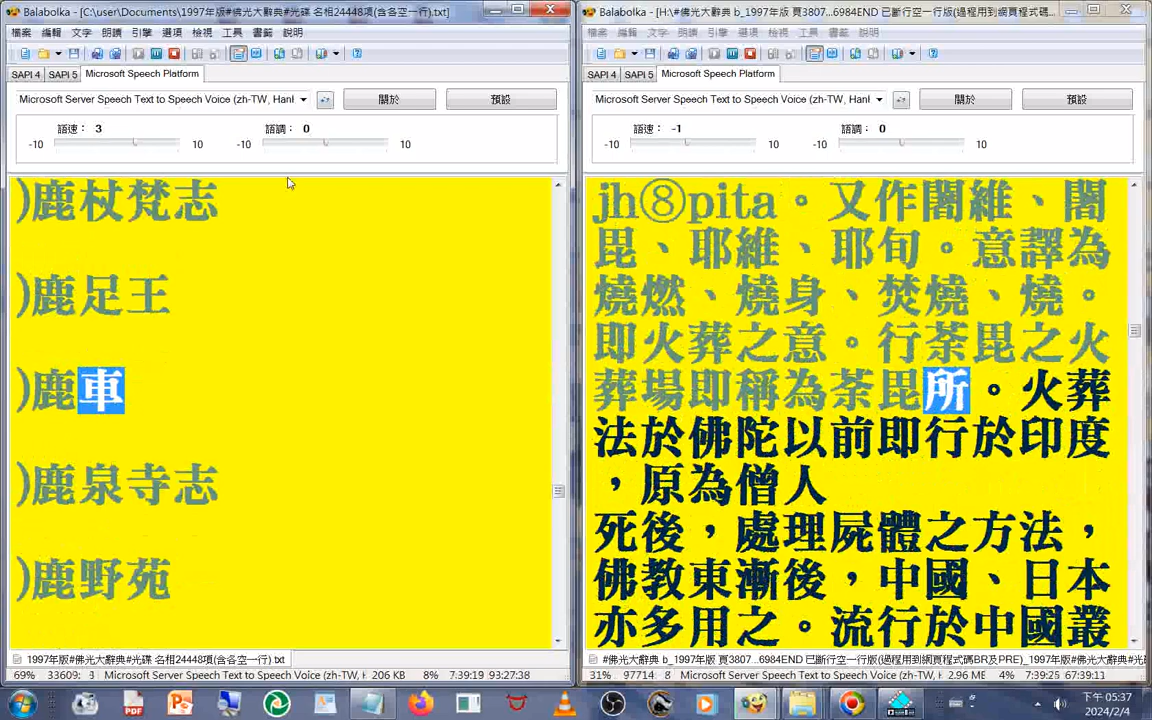 Balabolka - [C:\user\Documents\1997年版#佛光大辭典#光碟 名相24448項(含各空一行).txt]
檔案 編輯 文字 朗讀 引擎 選項 檢視 工具 書籤 說明
SAPI 4 SAPI 5 Microsoft Speech Platform
Microsoft Server Speech Text to Speech Voice (zh-TW, Hanl
關於 預設
語速： 3 語調： 0
-10 10 -10 10
)鹿杖梵志
)鹿足王
)鹿車
)鹿泉寺志
)鹿野苑
1997年版#佛光大辭典#光碟 名相24448項(含各空一行).txt
69% 33609: 3 Microsoft Server Speech Text to Speech Voice (zh-TW, H 206 KB 8% 7:39:19 93:27:38
Balabolka - [H:\#佛光大辭典 b_1997年版 頁3807...6984END 已斷行空一行版(過程用到網頁程式碼...
檔案 編輯 文字 朗讀 引擎 選項 檢視 工具 書籤 說明
SAPI 4 SAPI 5 Microsoft Speech Platform
Microsoft Server Speech Text to Speech Voice (zh-TW, Hanl
關於 預設
語速： -1 語調： 0
-10 10 -10 10
jh⑧pita。又作闍維、闍
毘、耶維、耶旬。意譯為
燒燃、燒身、焚燒、燒。
即火葬之意。行荼毘之火
葬場即稱為荼毘所。火葬
法於佛陀以前即行於印度
，原為僧人
死後，處理屍體之方法，
佛教東漸後，中國、日本
亦多用之。流行於中國叢
#佛光大辭典 b_1997年版 頁3807...6984END 已斷行空一行版(過程用到網頁程式碼BR及PRE)_1997年版#佛光大辭典#光
31% 97714: 8 Microsoft Server Speech Text to Speech Voice (zh-TW, H 2.96 MB 4% 7:39:25 67:39:11
PDF
下午 05:37
2024/2/4